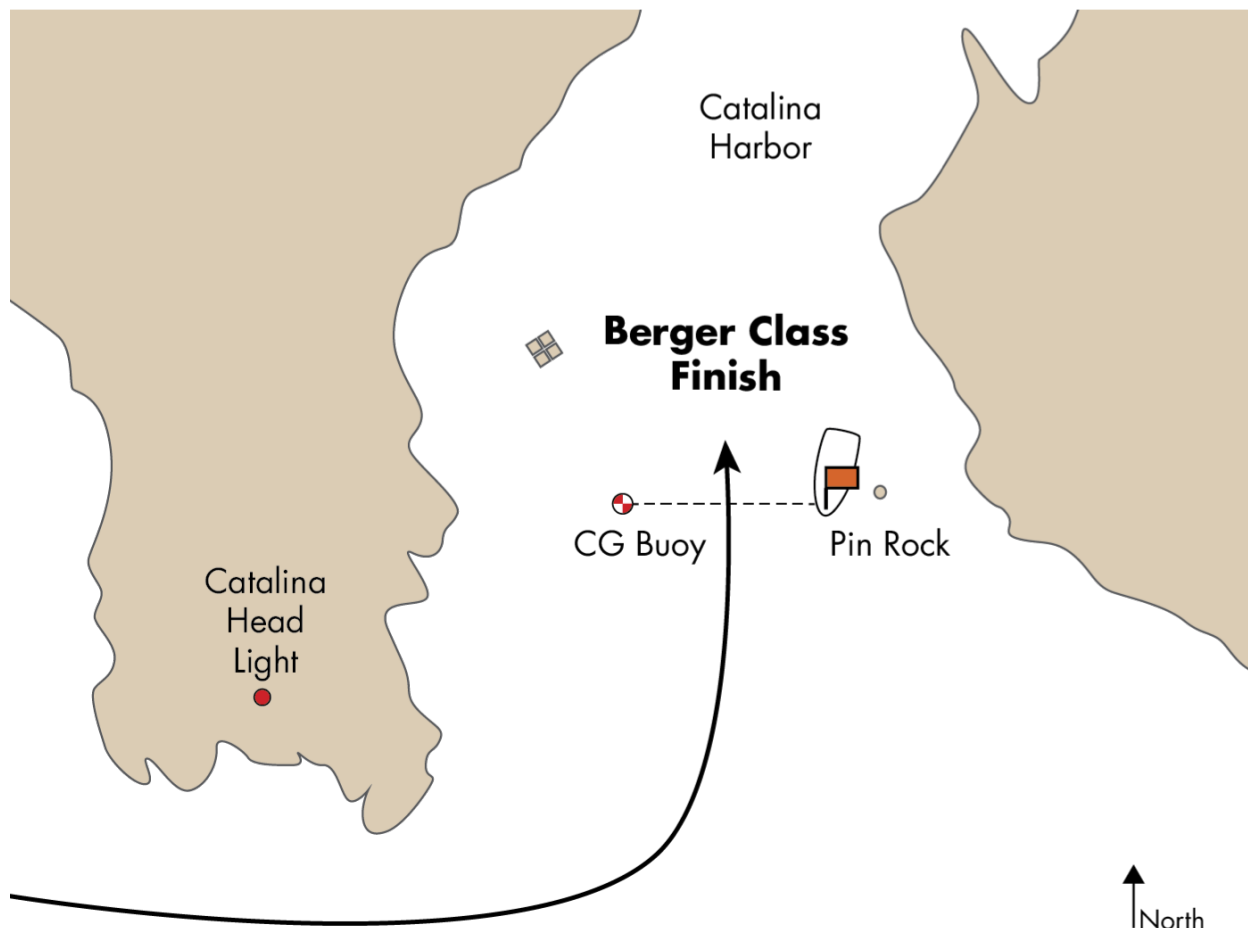 Catalina
Harbor
Berger Class
Finish
CG Buoy
Pin Rock
Catalina
Head
Light
North